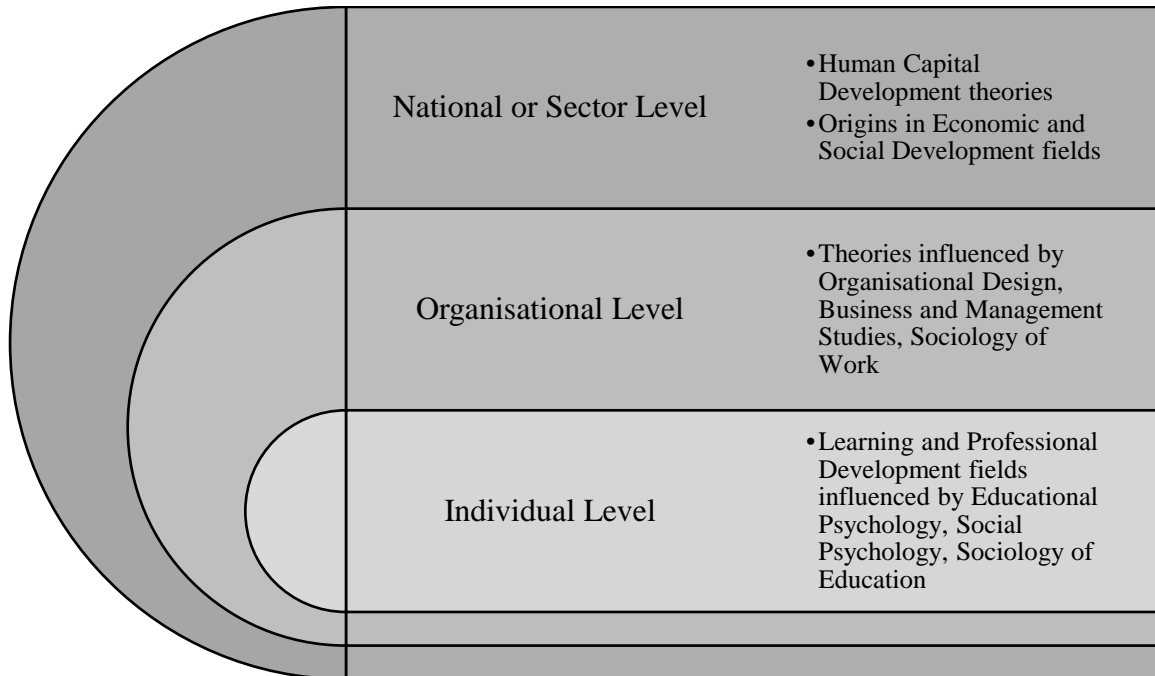 National or Sector Level
•Human Capital
Development theories
•Origins in Economic and
Social Development fields
Organisational Level
•Theories influenced by
Organisational Design,
Business and Management
Studies, Sociology of
Work
Individual Level
•Learning and Professional
Development fields
influenced by Educational
Psychology, Social
Psychology, Sociology of
Education